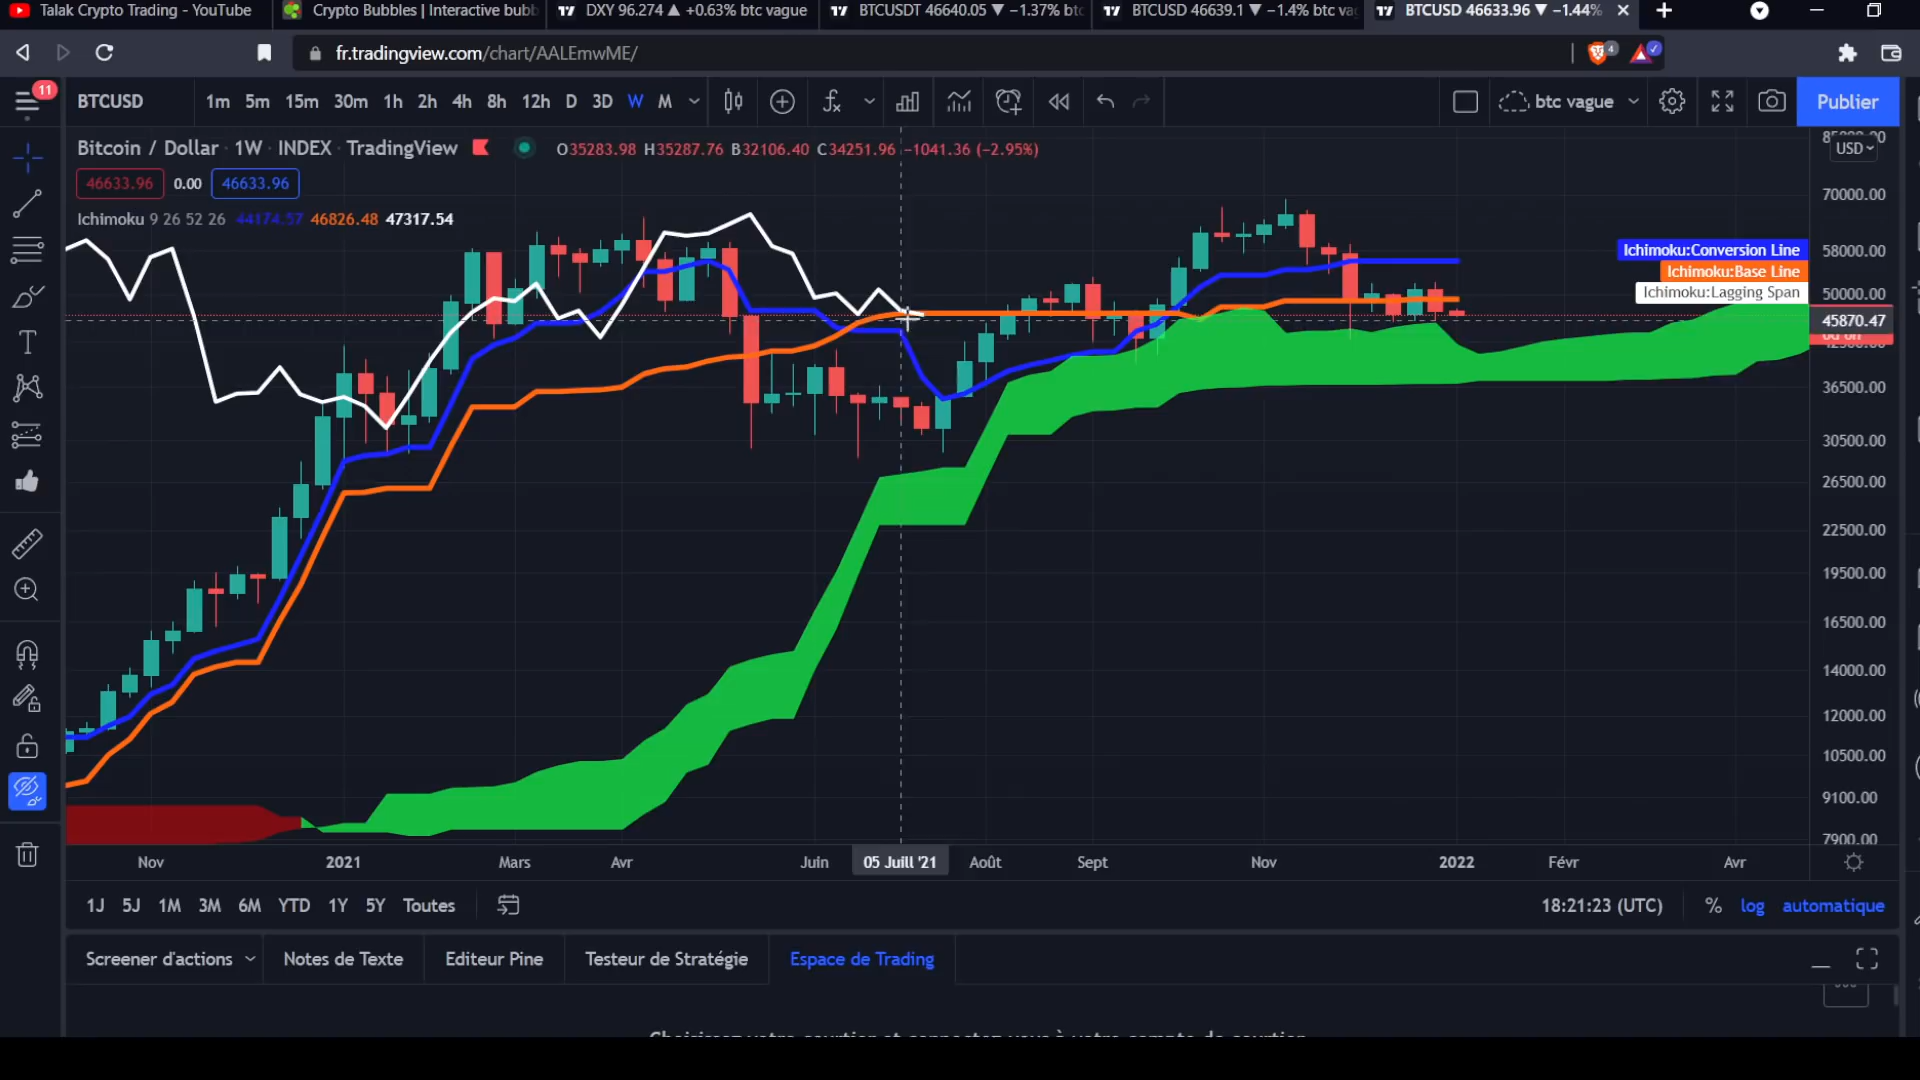 Talak Crypto Trading - YouTube
Crypto Bubbles | Interactive bubb
DXY 96.274 ▲ +0.63% btc vague
BTCUSDT 46640.05 ▼ −1.37% btc
BTCUSD 46639.1 ▼ −1.4% btc va
BTCUSD 46633.96 ▼ −1.44%
fr.tradingview.com/chart/AALEmwME/
4
11
BTCUSD
1m 5m 15m 30m 1h 2h 4h 8h 12h D 3D W M
btc vague
Publier
Bitcoin / Dollar · 1W · INDEX · TradingView
O35283.98 H35287.76 B32106.40 C34251.96 −1041.36 (−2.95%)
USD
46633.96 0.00 46633.96
Ichimoku 9 26 52 26 44174.57 46826.48 47317.54
70000.00
58000.00
50000.00
45870.47
36500.00
30500.00
26500.00
22500.00
19500.00
16500.00
14000.00
12000.00
10500.00
9100.00
7900.00
Ichimoku:Conversion Line
Ichimoku:Base Line
Ichimoku:Lagging Span
Nov 2021 Mars Avr Juin 05 Juill '21 Août Sept Nov 2022 Févr Avr
1J 5J 1M 3M 6M YTD 1Y 5Y Toutes
18:21:23 (UTC) % log automatique
Screener d'actions
Notes de Texte
Editeur Pine
Testeur de Stratégie
Espace de Trading